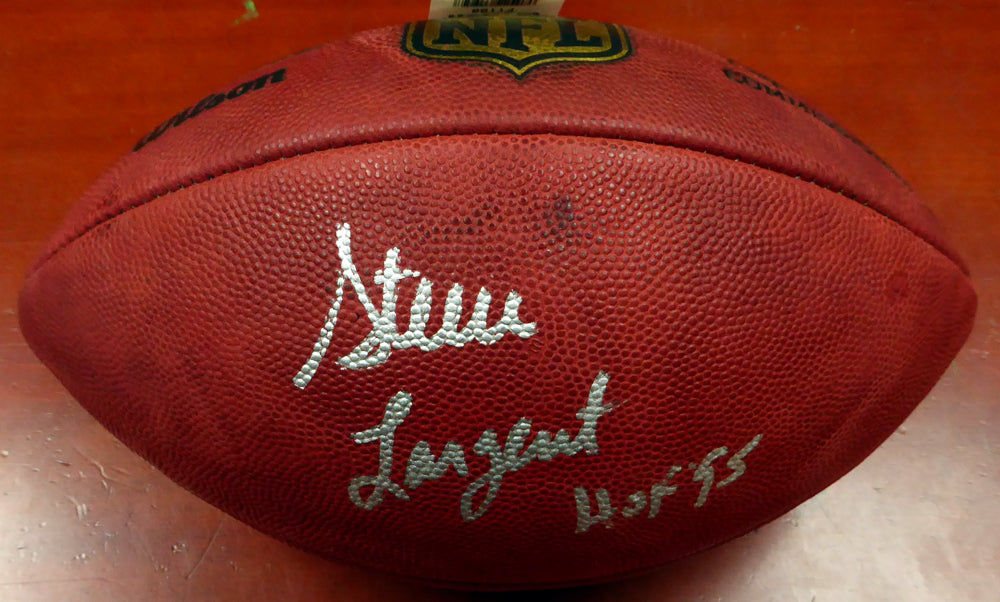 NFL
Wilson
Steve
Largent
HOF '95